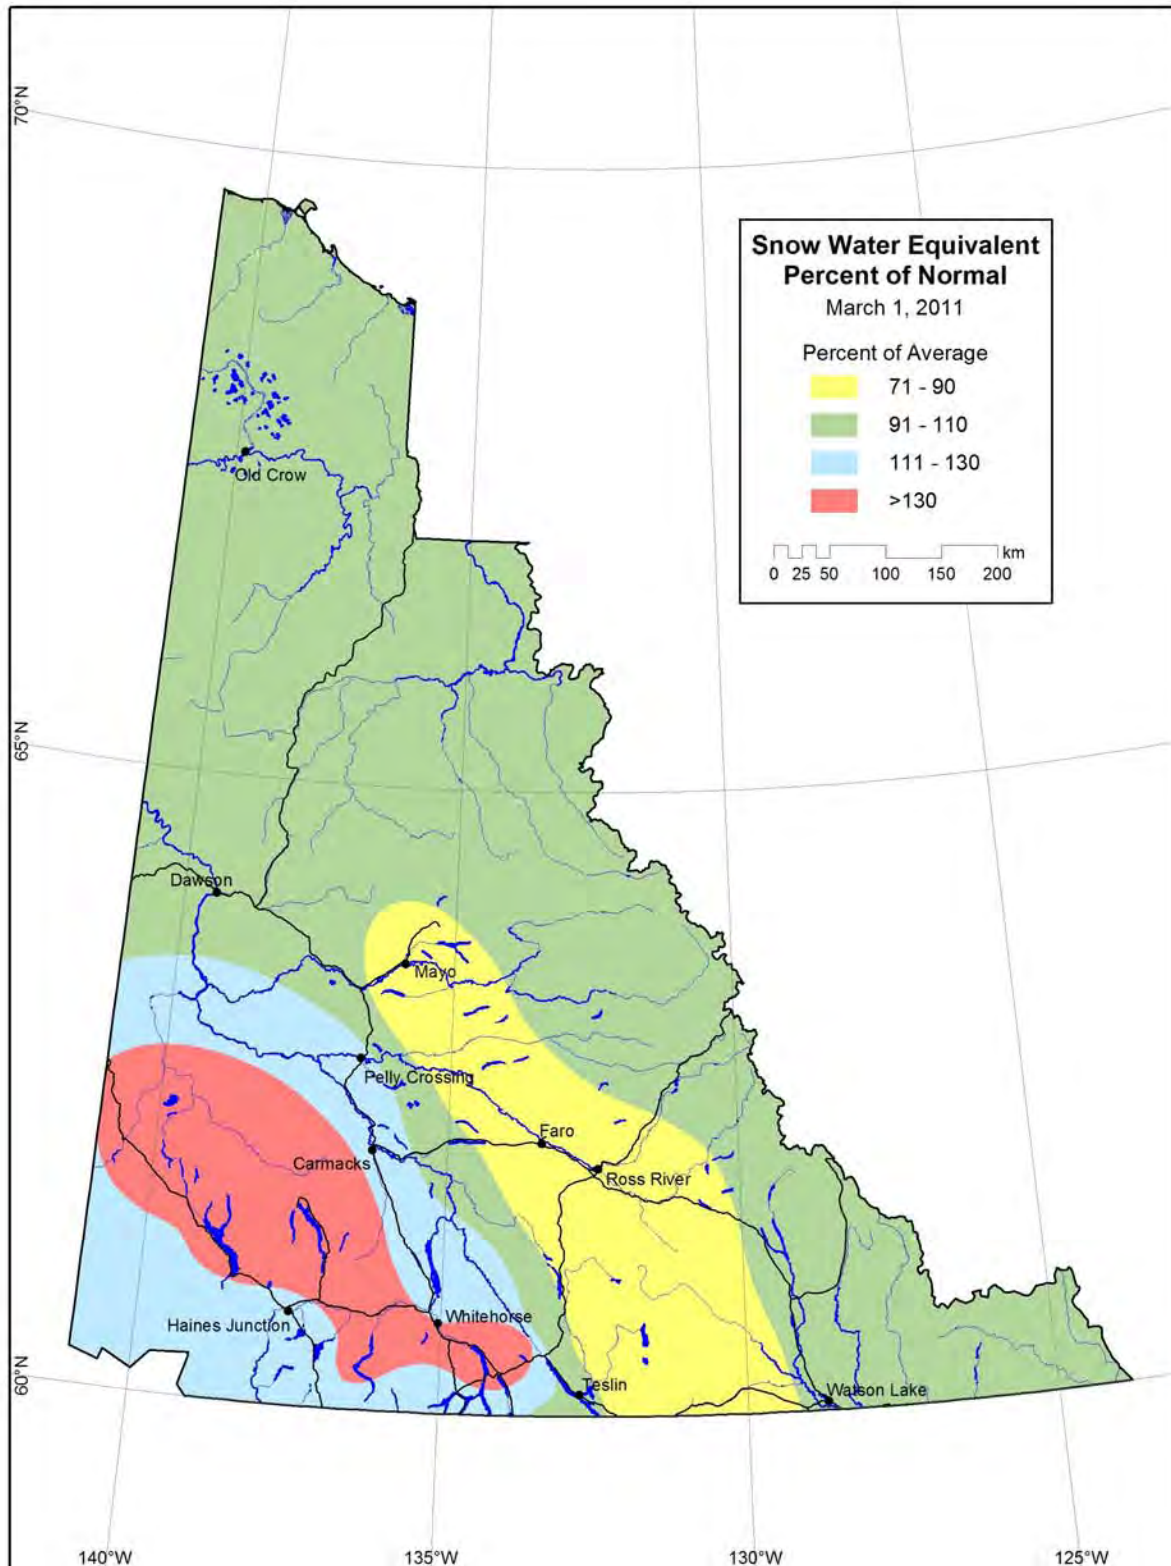 70°N
Snow Water Equivalent
Percent of Normal
March 1, 2011
Percent of Average
71 - 90
91 - 110
111 - 130
>130
km
0 25 50 100 150 200
Old Crow
65°N
Dawson
Mayo
Pelly Crossing
Faro
Carmacks
Ross River
Whitehorse
Haines Junction
60°N
Teslin
Watson Lake
140°W 135°W 130°W 125°W